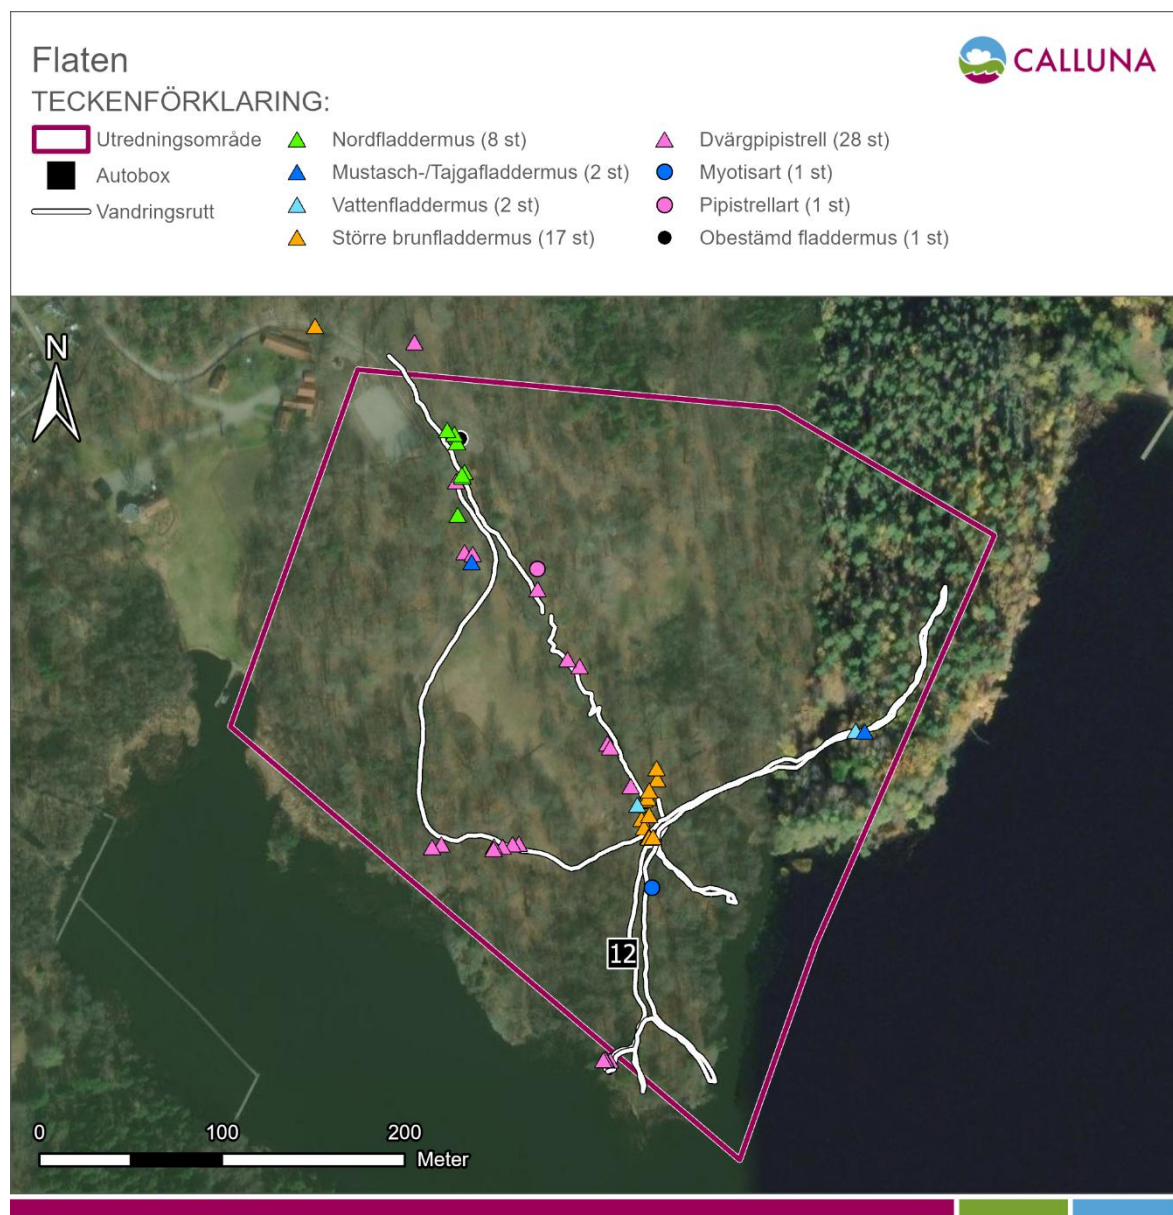 Flaten
CALLUNA
TECKENFÖRKLARING:
Utredningsområde
Autobox
Vandringsrutt
Nordfladdermus (8 st)
Mustasch-/Tajgafladdermus (2 st)
Vattenfladdermus (2 st)
Större brunfladdermus (17 st)
Dvärgpipistrell (28 st)
Myotisart (1 st)
Pipistrellart (1 st)
Obestämd fladdermus (1 st)
N
12
0 100 200
Meter